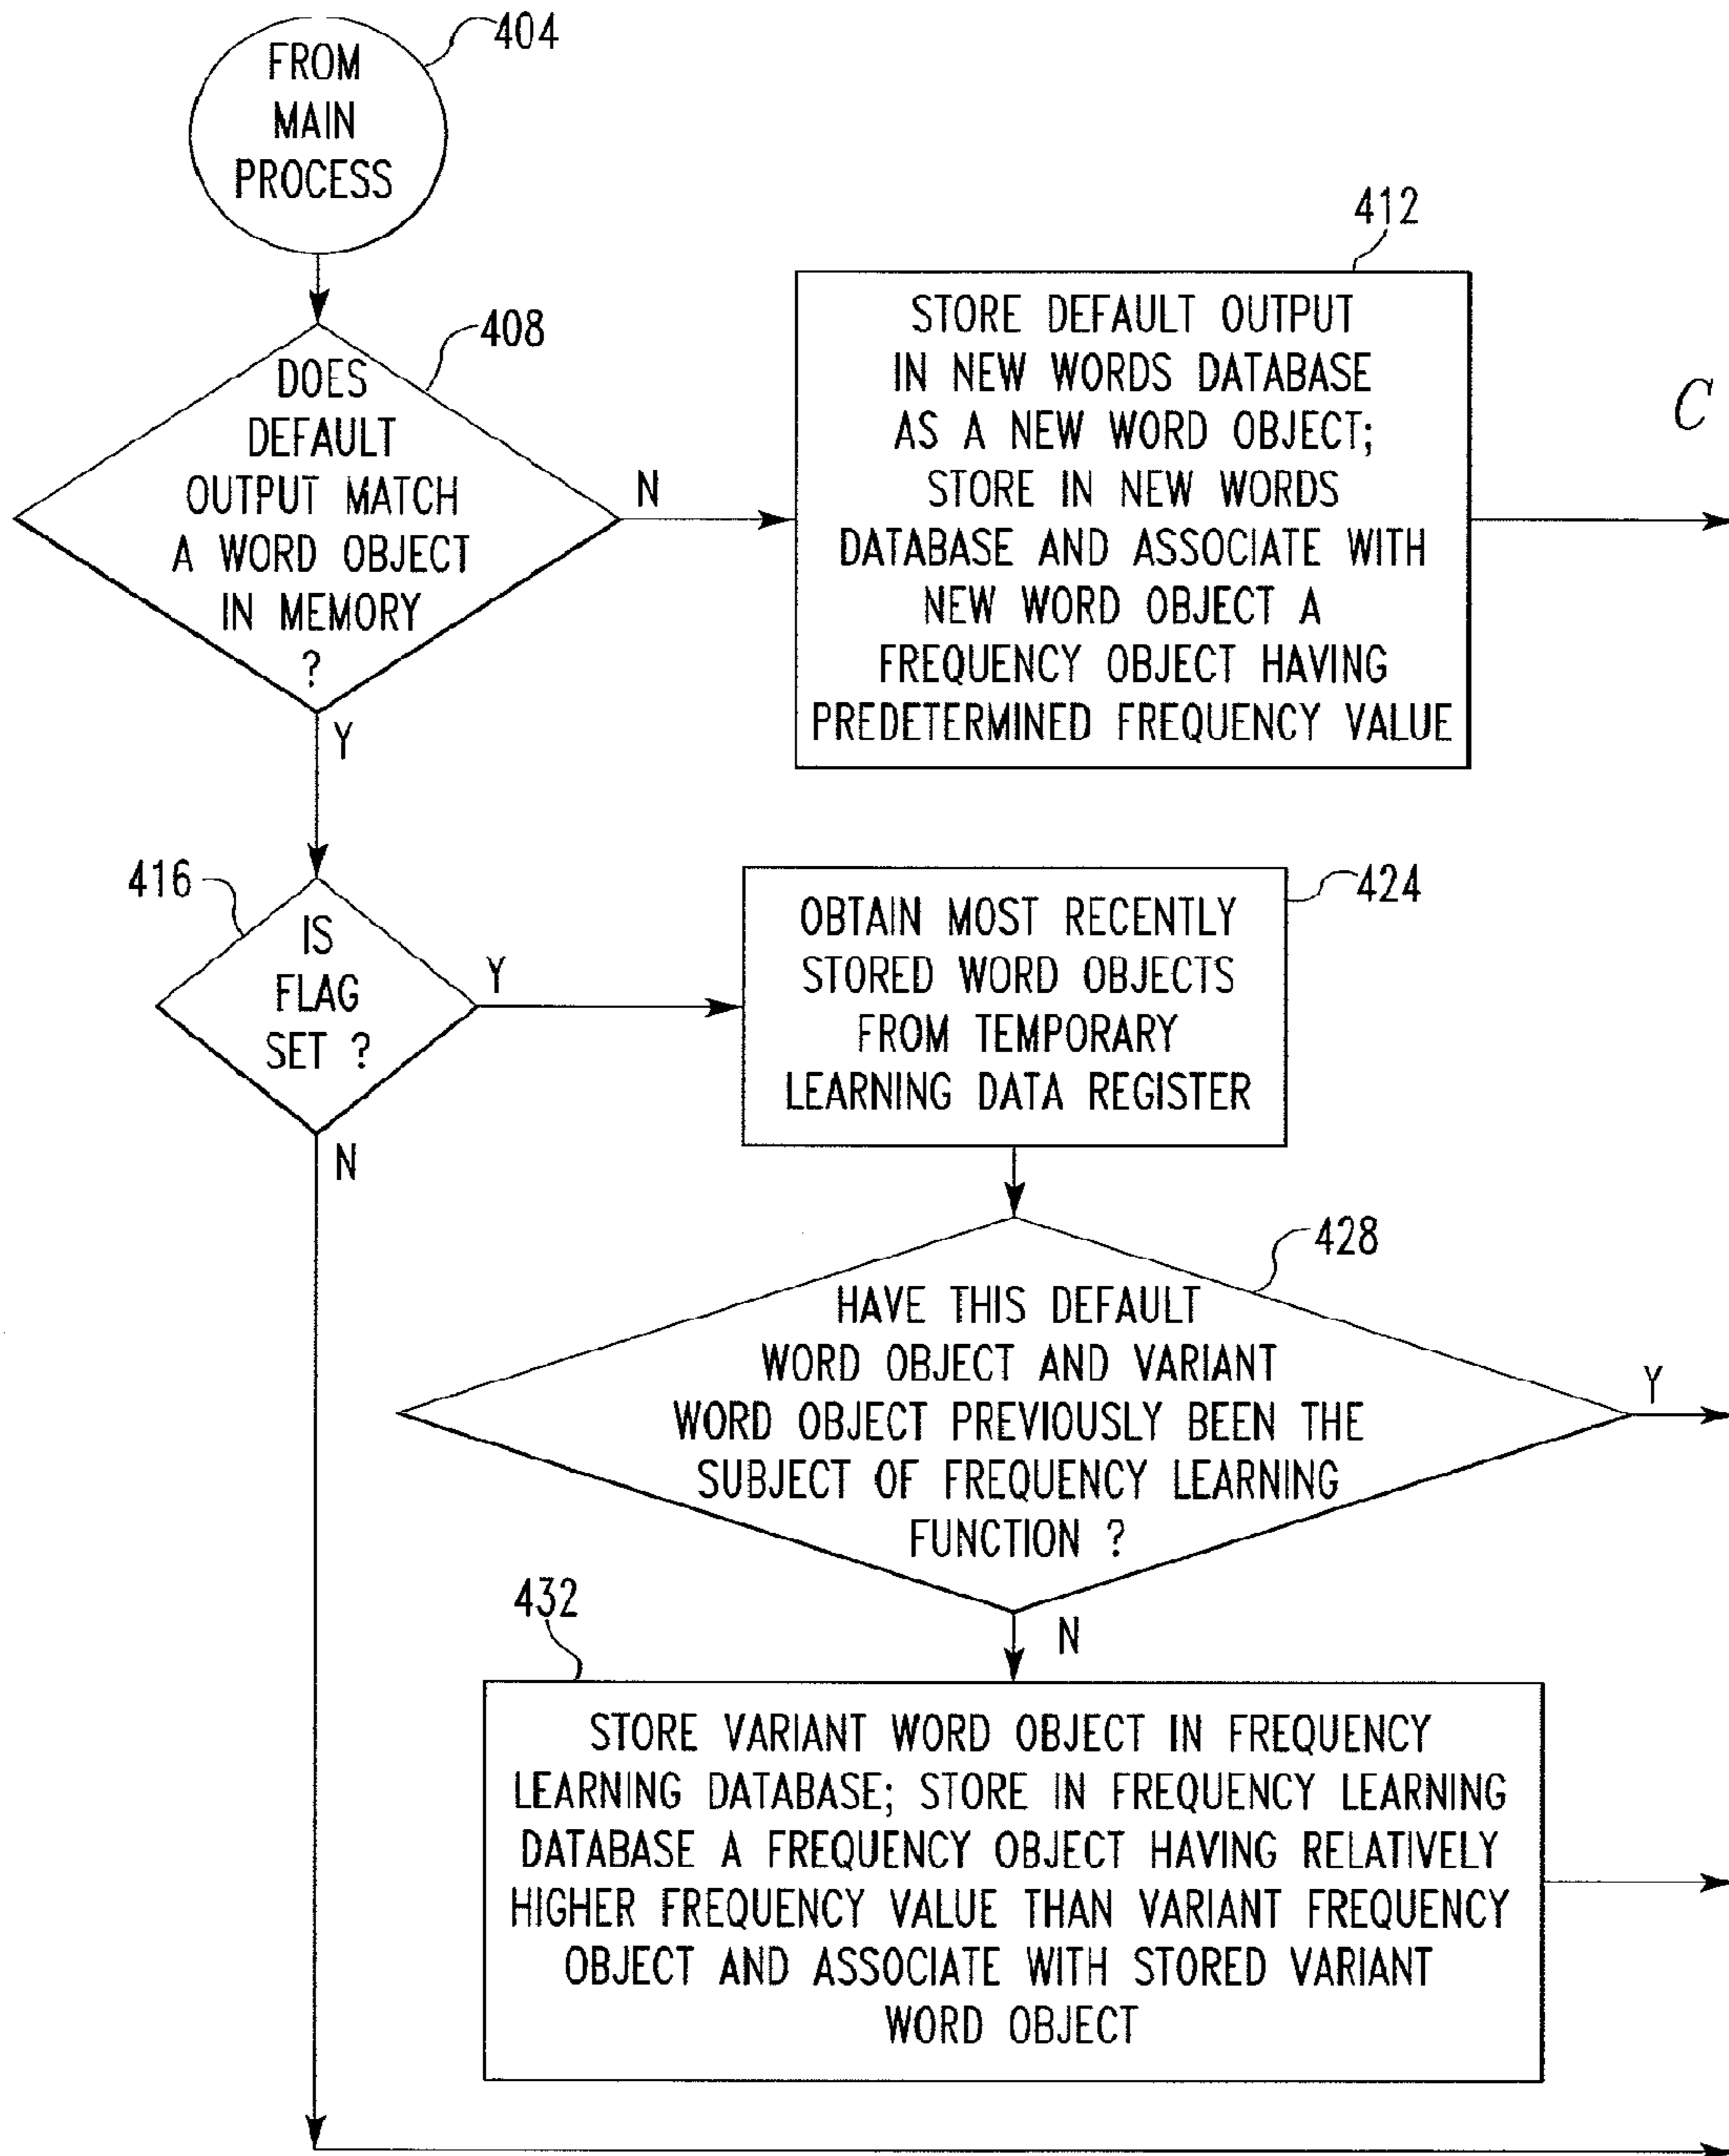 FROM
MAIN
PROCESS
404
DOES
DEFAULT
OUTPUT MATCH
A WORD OBJECT
IN MEMORY
?
408
N
Y
412
STORE DEFAULT OUTPUT
IN NEW WORDS DATABASE
AS A NEW WORD OBJECT;
STORE IN NEW WORDS
DATABASE AND ASSOCIATE WITH
NEW WORD OBJECT A
FREQUENCY OBJECT HAVING
PREDETERMINED FREQUENCY VALUE
C
416
IS
FLAG
SET ?
Y
N
424
OBTAIN MOST RECENTLY
STORED WORD OBJECTS
FROM TEMPORARY
LEARNING DATA REGISTER
428
HAVE THIS DEFAULT
WORD OBJECT AND VARIANT
WORD OBJECT PREVIOUSLY BEEN THE
SUBJECT OF FREQUENCY LEARNING
FUNCTION ?
Y
N
432
STORE VARIANT WORD OBJECT IN FREQUENCY
LEARNING DATABASE; STORE IN FREQUENCY LEARNING
DATABASE A FREQUENCY OBJECT HAVING RELATIVELY
HIGHER FREQUENCY VALUE THAN VARIANT FREQUENCY
OBJECT AND ASSOCIATE WITH STORED VARIANT
WORD OBJECT